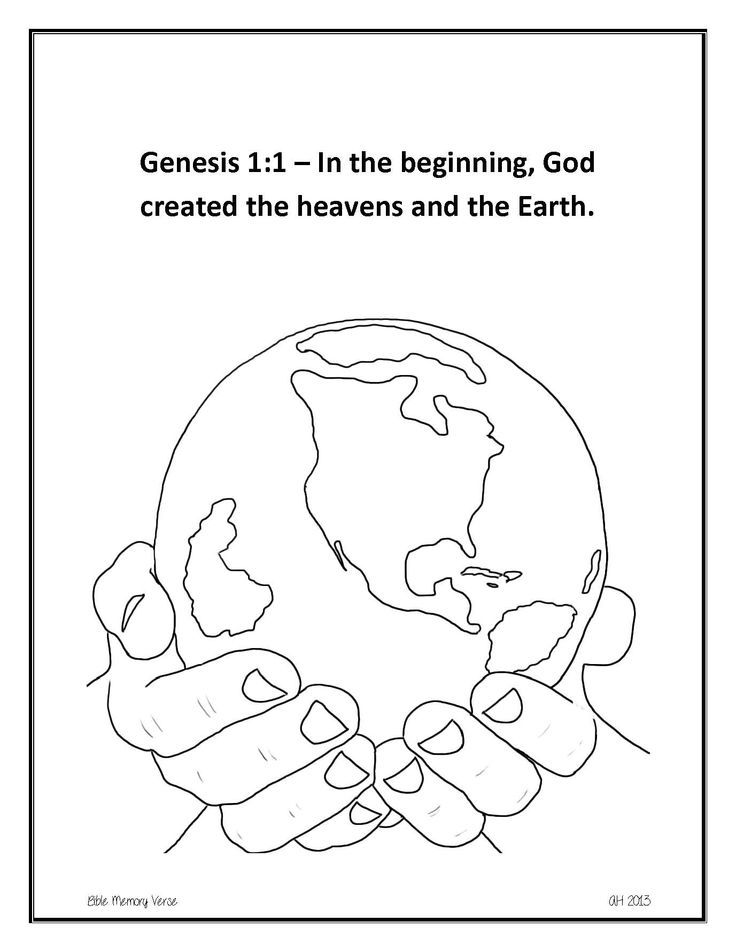 Genesis 1:1 – In the beginning, God
created the heavens and the Earth.
Bible Memory Verse
AH 2013